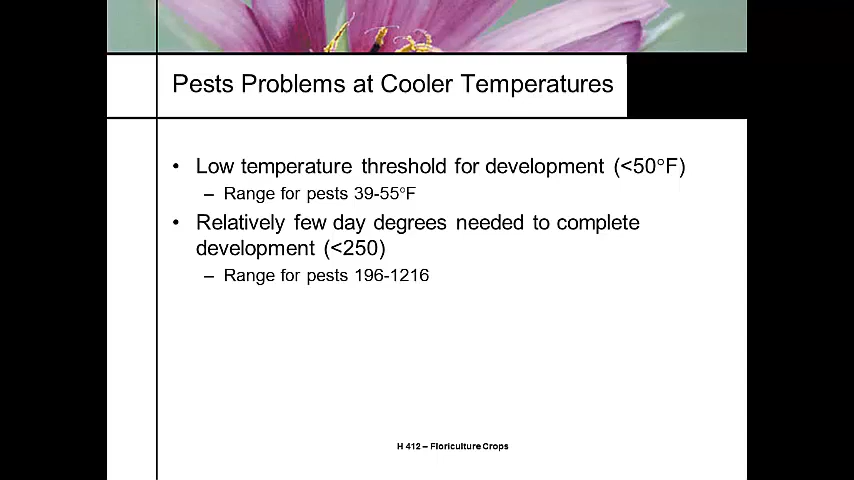 Pests Problems at Cooler Temperatures
• Low temperature threshold for development (<50°F)
– Range for pests 39-55°F
• Relatively few day degrees needed to complete
development (<250)
– Range for pests 196-1216
H 412 – Floriculture Crops